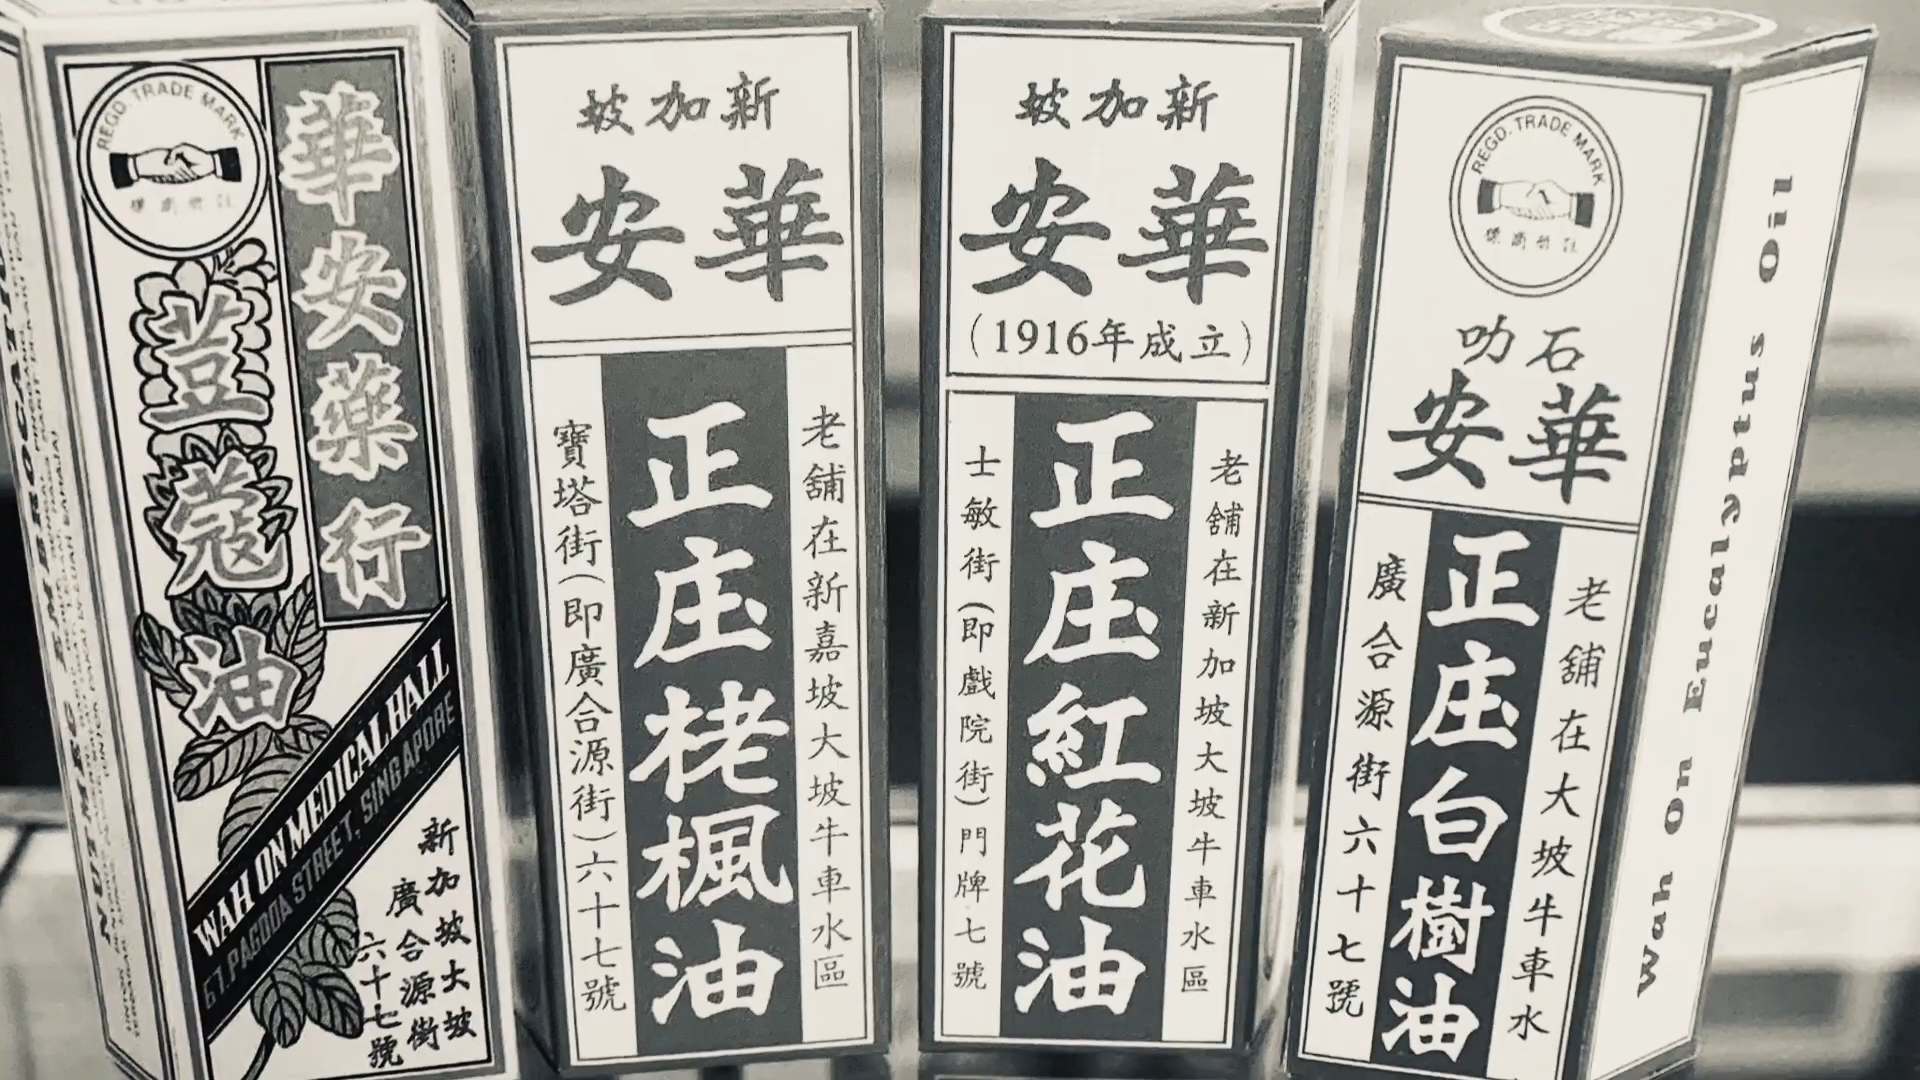 REGD. TRADE MARK
華安藥行
荳蔻油
WAH ON MEDICAL HALL
67, PAGODA STREET, SINGAPORE
新加坡大坡
廣合源街
六十七號
新加坡
華安
老舖在新嘉坡大坡牛車水區
正庄栳楓油
寶塔街(即廣合源街)六十七號
新加坡
華安
(1916年成立)
老舖在新加坡大坡牛車水區
正庄紅花油
士敏街(即戲院街)門牌七號
REGD. TRADE MARK
石叻
華安
老舖在大坡牛車水
正庄白樹油
廣合源街六十七號
Wah On Eucalyptus Oil